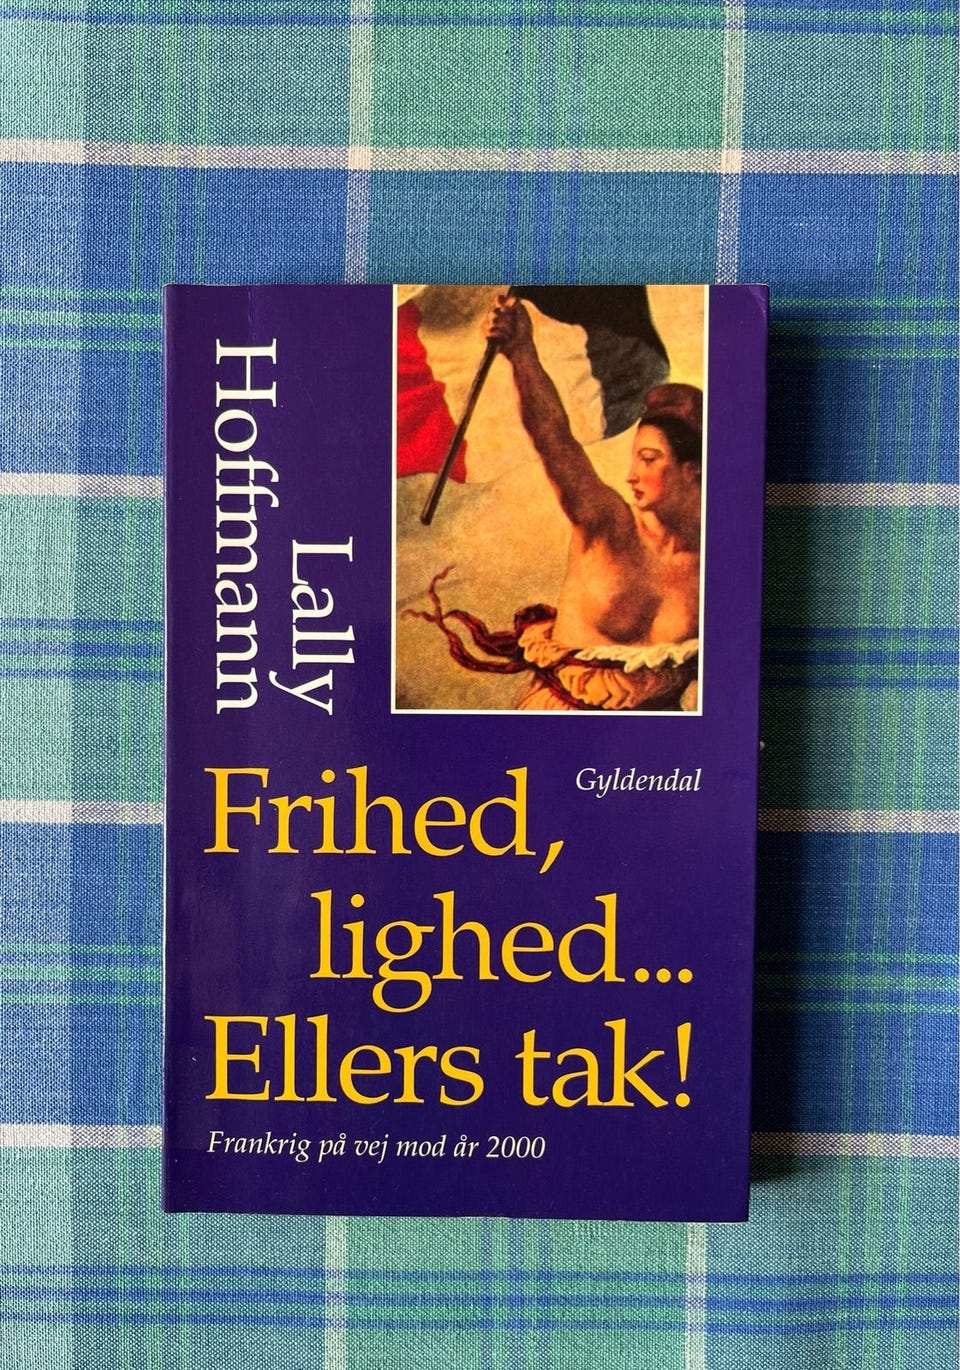 Lally
Hoffmann
Gyldendal
Frihed,
lighed...
Ellers tak!
Frankrig på vej mod år 2000